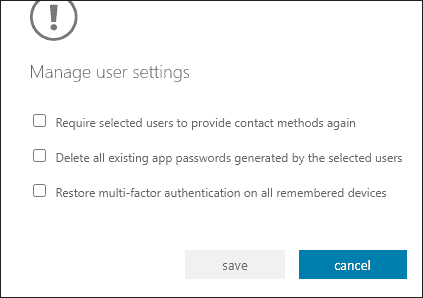 Manage user settings
Require selected users to provide contact methods again
Delete all existing app passwords generated by the selected users
Restore multi-factor authentication on all remembered devices
save
cancel